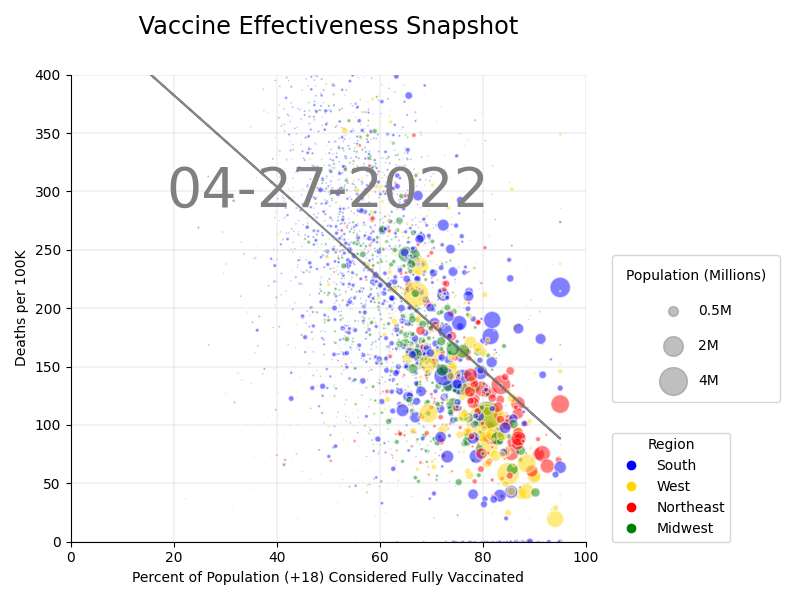 Vaccine Effectiveness Snapshot
400
350
300
250
200
150
100
50
0
Deaths per 100K
04-27-2022
0 20 40 60 80 100
Percent of Population (+18) Considered Fully Vaccinated
Population (Millions)
0.5M
2M
4M
Region
South
West
Northeast
Midwest